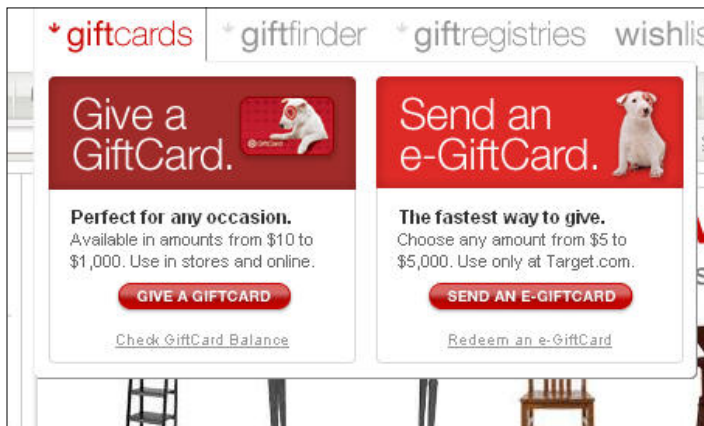 giftcards giftfinder giftregistries wishlis
Give a
GiftCard.
GiftCard
Perfect for any occasion.
Available in amounts from $10 to
$1,000. Use in stores and online.
GIVE A GIFTCARD
Check GiftCard Balance
Send an
e-GiftCard.
The fastest way to give.
Choose any amount from $5 to
$5,000. Use only at Target.com.
SEND AN E-GIFTCARD
Redeem an e-GiftCard